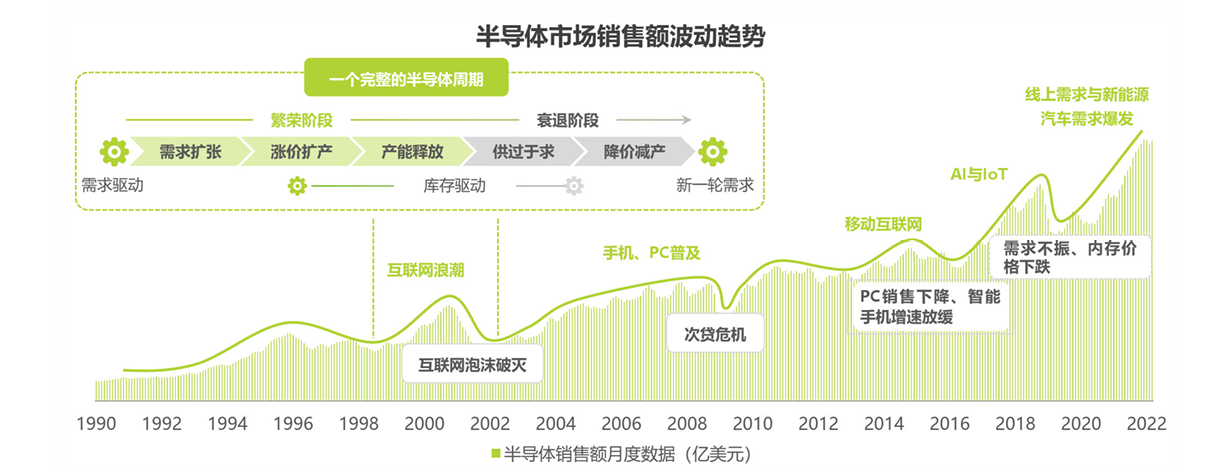 半导体市场销售额波动趋势
一个完整的半导体周期
繁荣阶段
衰退阶段
需求扩张
涨价扩产
产能释放
供过于求
降价减产
需求驱动
库存驱动
新一轮需求
线上需求与新能源
汽车需求爆发
AI与IoT
移动互联网
手机、PC普及
互联网浪潮
需求不振、内存价
格下跌
PC销售下降、智能
手机增速放缓
次贷危机
互联网泡沫破灭
1990 1992 1994 1996 1998 2000 2002 2004 2006 2008 2010 2012 2014 2016 2018 2020 2022
半导体销售额月度数据（亿美元）